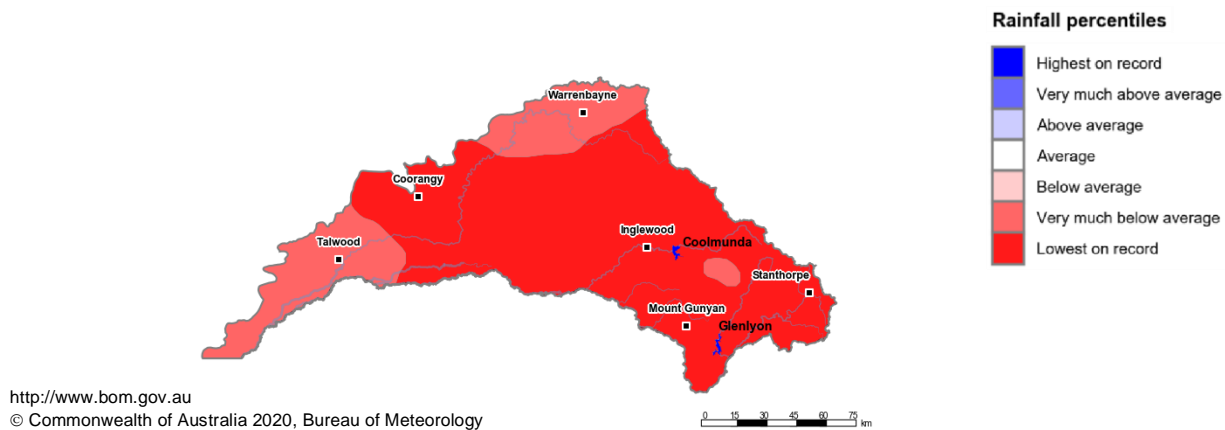 Rainfall percentiles
Highest on record
Very much above average
Above average
Average
Below average
Very much below average
Lowest on record
Warrenbayne
Coorangy
Talwood
Inglewood
Coolmunda
Stanthorpe
Mount Gunyan
Glenlyon
http://www.bom.gov.au
© Commonwealth of Australia 2020, Bureau of Meteorology
0 15 30 45 60 75
km